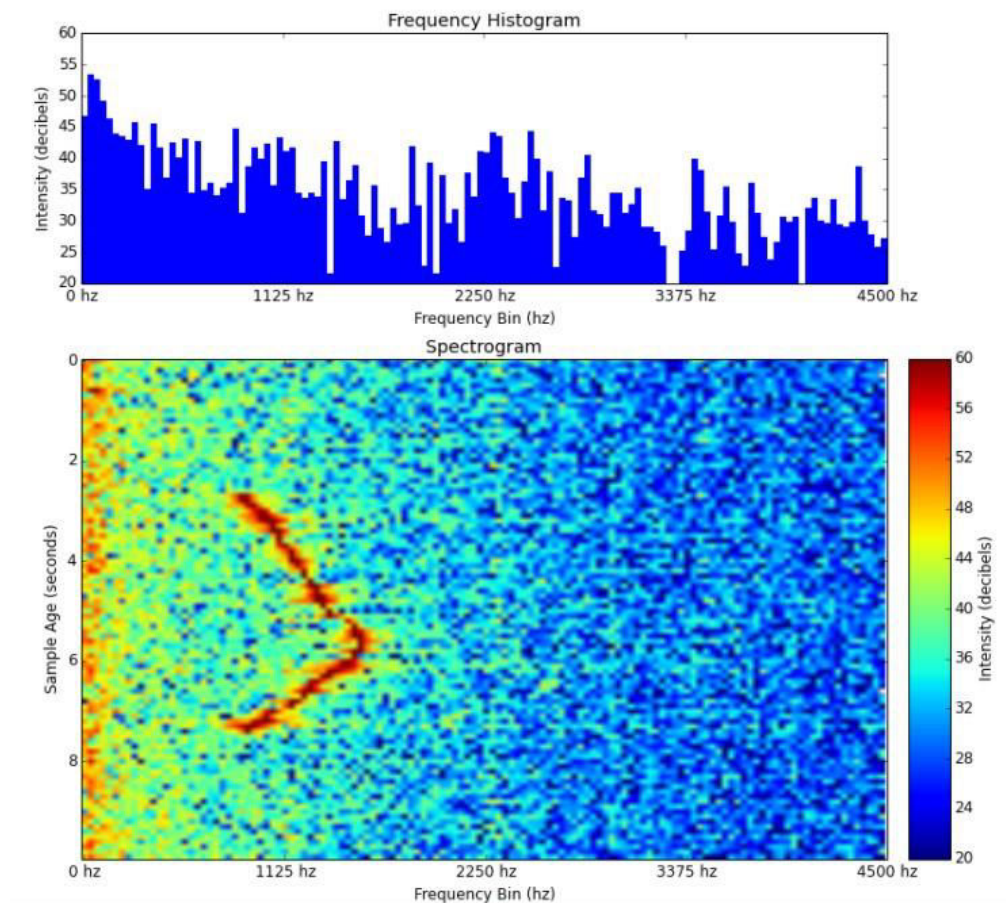 Frequency Histogram
60
55
50
45
40
35
30
25
20
Intensity (decibels)
0 hz 1125 hz 2250 hz 3375 hz 4500 hz
Frequency Bin (hz)
Spectrogram
0
2
4
6
8
Sample Age (seconds)
0 hz 1125 hz 2250 hz 3375 hz 4500 hz
Frequency Bin (hz)
60
56
52
48
44
40
36
32
28
24
20
Intensity (decibels)